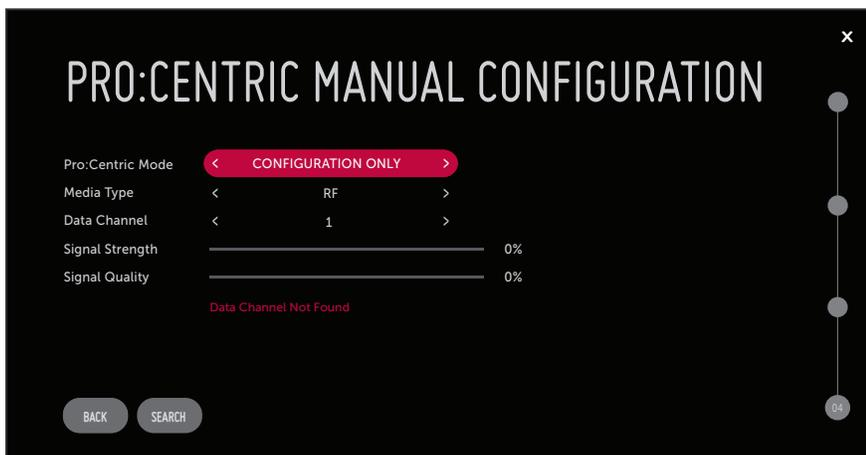 X
PRO:CENTRIC MANUAL CONFIGURATION
Pro:Centric Mode < CONFIGURATION ONLY >
Media Type < RF >
Data Channel < 1 >
Signal Strength 0%
Signal Quality 0%
Data Channel Not Found
04
BACK SEARCH